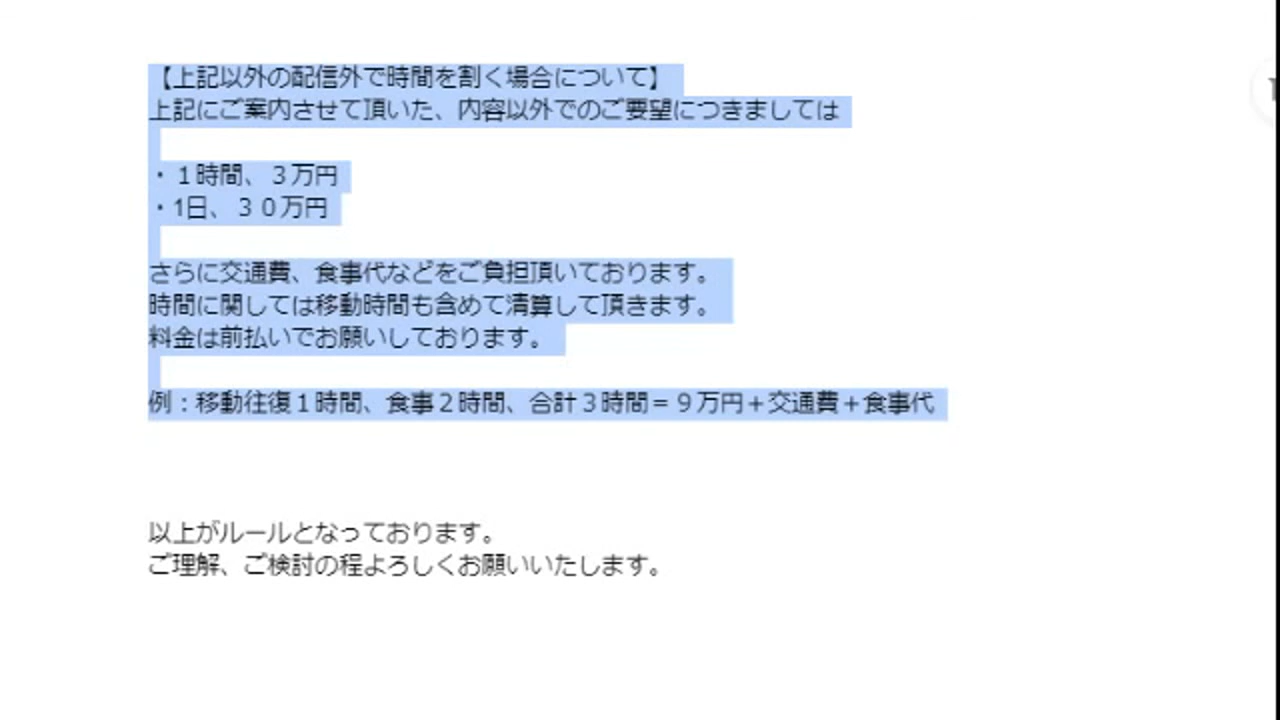 【上記以外の配信外で時間を割く場合について】
上記にご案内させて頂いた、内容以外でのご要望につきましては
・１時間、３万円
・1日、３０万円
さらに交通費、食事代などをご負担頂いております。
時間に関しては移動時間も含めて清算して頂きます。
料金は前払いでお願いしております。
例：移動往復１時間、食事２時間、合計３時間＝９万円＋交通費＋食事代
以上がルールとなっております。
ご理解、ご検討の程よろしくお願いいたします。